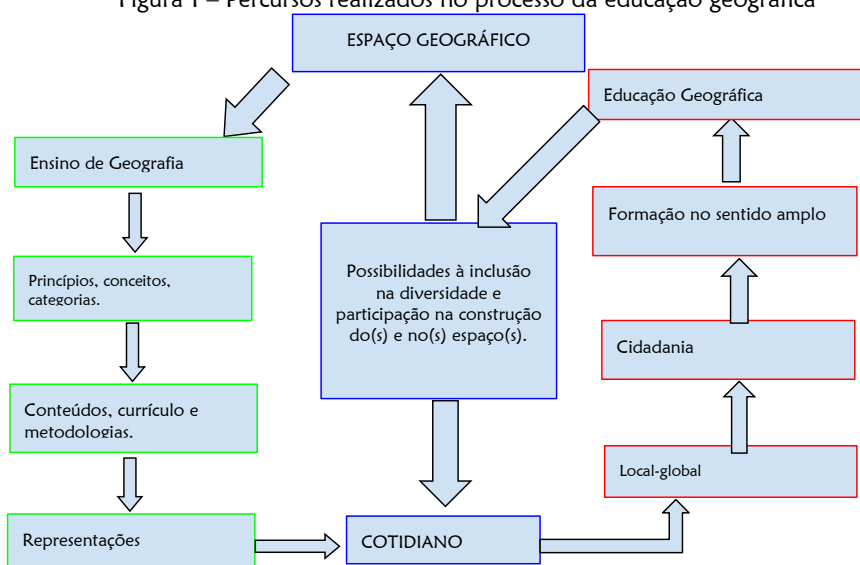 Figura 1 – Percursos realizados no processo da educação geográfica
ESPAÇO GEOGRÁFICO
Educação Geográfica
Ensino de Geografia
Formação no sentido amplo
Possibilidades à inclusão
na diversidade e
participação na construção
do(s) e no(s) espaço(s).
Princípios, conceitos,
categorias.
Cidadania
Conteúdos, currículo e
metodologias.
Local-global
Representações
COTIDIANO